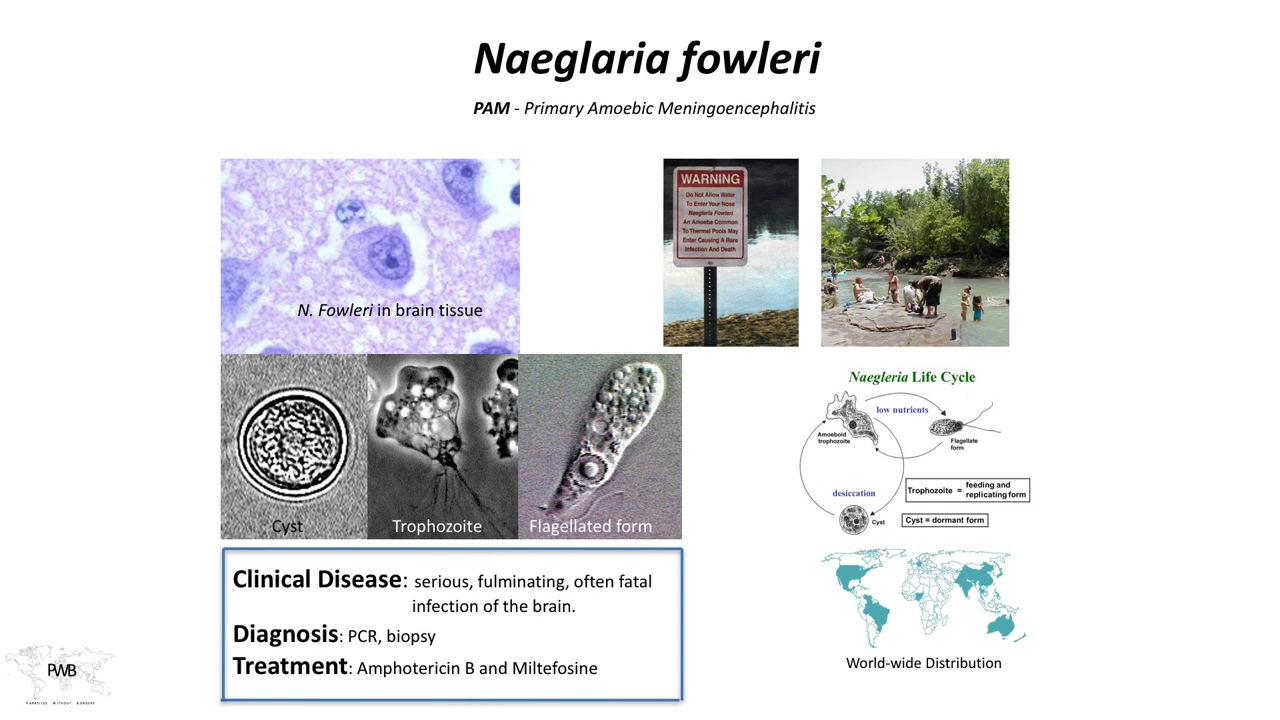 Naeglaria fowleri
PAM - Primary Amoebic Meningoencephalitis
N. Fowleri in brain tissue
WARNING
Do Not Allow Water
To Enter Your Nose
Neagleria Fowleri
An Amoeba Common
To Thermal Pools May
Enter Causing A Rare
Infection And Death
Cyst
Trophozoite
Flagellated form
Naegleria Life Cycle
low nutrients
Amoeboid
trophozoite
Flagellate
form
desiccation
Trophozoite = feeding and
replicating form
Cyst
Cyst = dormant form
World-wide Distribution
Clinical Disease: serious, fulminating, often fatal
infection of the brain.
Diagnosis: PCR, biopsy
Treatment: Amphotericin B and Miltefosine
PWB
PARASITES WITHOUT BORDERS